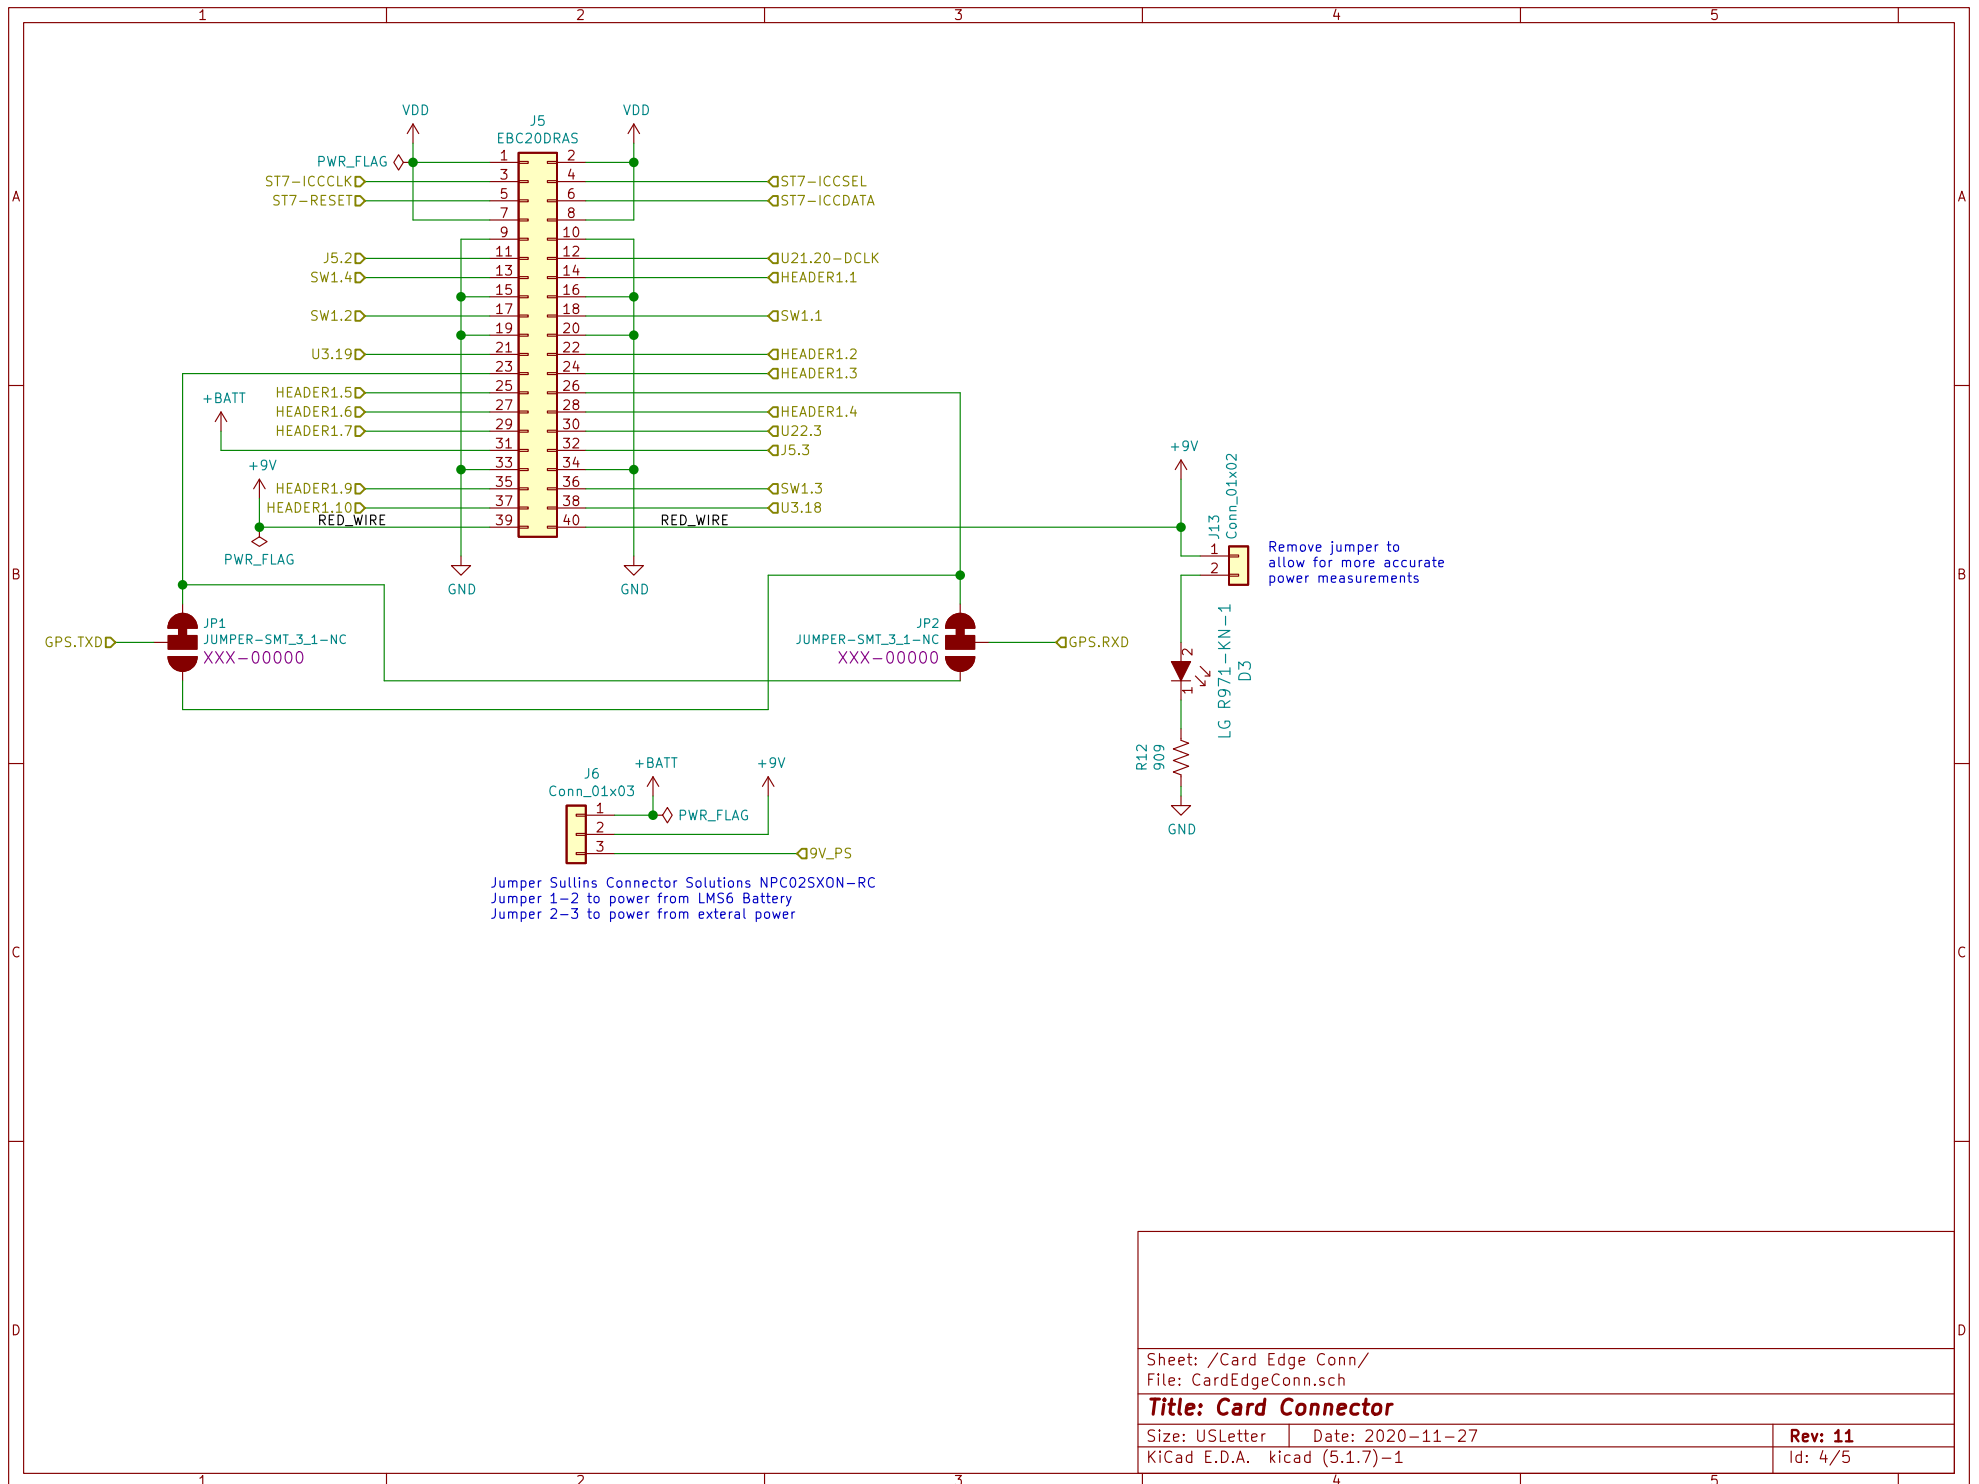 1 2 3 4 5
A A
B B
C C
D D
1 2 3 4 5
VDD
VDD
J5
EBC20DRAS
PWR_FLAG 1 2
ST7-ICCCLK 3 4 ST7-ICCSEL
ST7-RESET 5 6 ST7-ICCDATA
7 8
9 10
J5.2 11 12 U21.20-DCLK
SW1.4 13 14 HEADER1.1
15 16
SW1.2 17 18 SW1.1
19 20
U3.19 21 22 HEADER1.2
23 24 HEADER1.3
HEADER1.5 25 26
+BATT
HEADER1.6 27 28 HEADER1.4
HEADER1.7 29 30 U22.3
31 32 J5.3
+9V
33 34
HEADER1.9 35 36 SW1.3
HEADER1.10 37 38 U3.18
RED_WIRE 39 40 RED_WIRE
PWR_FLAG
GND
GND
+9V
J13
Conn_01x02
1
2
Remove jumper to
allow for more accurate
power measurements
GPS.TXD
JP1
JUMPER-SMT_3_1-NC
XXX-00000
JP2
JUMPER-SMT_3_1-NC
XXX-00000
GPS.RXD
2
1
LG R971-KN-1
D3
R12
909
GND
J6
Conn_01x03
+BATT
+9V
1
PWR_FLAG
2
3
9V_PS
Jumper Sullins Connector Solutions NPC02SXON-RC
Jumper 1-2 to power from LMS6 Battery
Jumper 2-3 to power from exteral power
Sheet: /Card Edge Conn/
File: CardEdgeConn.sch
Title: Card Connector
Size: USLetter Date: 2020-11-27 Rev: 11
KiCad E.D.A. kicad (5.1.7)-1 Id: 4/5